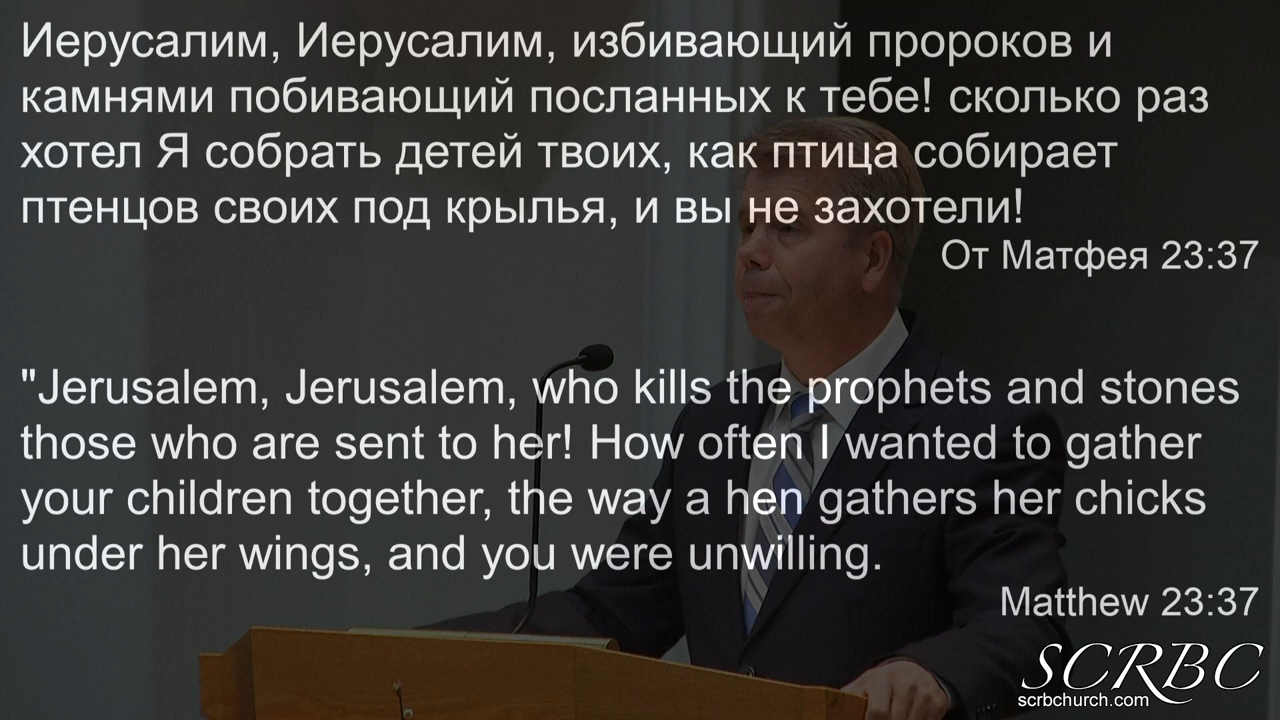 Иерусалим, Иерусалим, избивающий пророков и
камнями побивающий посланных к тебе! сколько раз
хотел Я собрать детей твоих, как птица собирает
птенцов своих под крылья, и вы не захотели!
От Матфея 23:37
"Jerusalem, Jerusalem, who kills the prophets and stones
those who are sent to her! How often I wanted to gather
your children together, the way a hen gathers her chicks
under her wings, and you were unwilling.
Matthew 23:37
SCRBC
scrbchurch.com